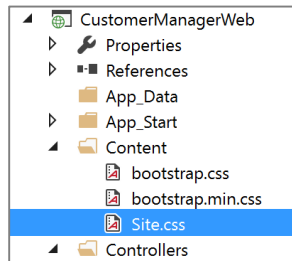 CustomerManagerWeb
Properties
References
App_Data
App_Start
Content
bootstrap.css
bootstrap.min.css
Site.css
Controllers